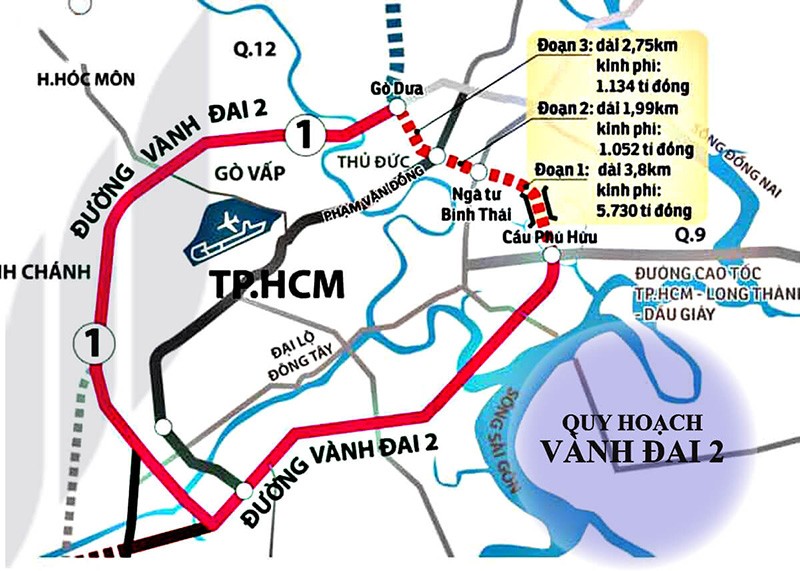 Q.12
H.HÓC MÔN
Gò Dưa
Đoạn 3: dài 2,75km
kinh phí:
1.134 tỉ đồng
Đoạn 2: dài 1,99km
kinh phí:
1.052 tỉ đồng
Đoạn 1: dài 3,8km
kinh phí:
5.730 tỉ đồng
SÔNG ĐỒNG NAI
ĐƯỜNG VÀNH ĐAI 2
1
THỦ ĐỨC
GÒ VẤP
PHẠM VĂN ĐỒNG
Ngã tư
Bình Thái
Cầu Phú Hữu
Q.9
NH CHÁNH
TP.HCM
ĐƯỜNG CAO TỐC
TP.HCM - LONG THÀNH
- DẦU GIÂY
1
ĐẠI LỘ
ĐÔNG TÂY
SÔNG SÀI GÒN
ĐƯỜNG VÀNH ĐAI 2
QUY HOẠCH
VÀNH ĐAI 2